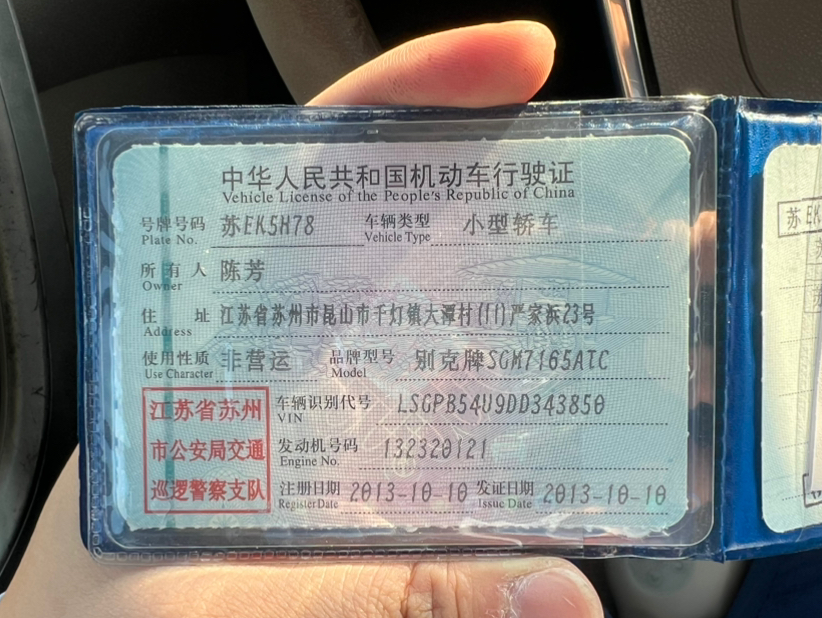 中华人民共和国机动车行驶证
Vehicle License of the People's Republic of China
号牌号码 苏EK5H78 车辆类型 小型轿车
Plate No. Vehicle Type
所有人 陈芳
Owner
住址 江苏省苏州市昆山市千灯镇大潭村(11)严家浜23号
Address
使用性质 非营运 品牌型号 别克牌SGM7165ATC
Use Character Model
江苏省苏州
市公安局交通
巡逻警察支队
车辆识别代号 LSGPB54U9DD343850
VIN
发动机号码 132320121
Engine No.
注册日期 2013-10-10 发证日期 2013-10-10
Register Date Issue Date
苏EK